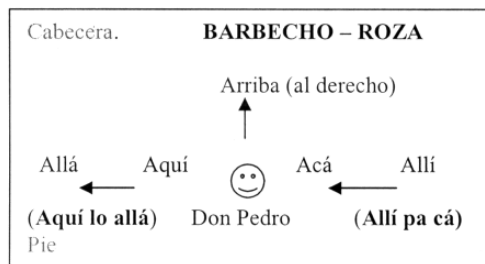 Cabecera. BARBECHO – ROZA
Arriba (al derecho)
Allá Aquí Acá Allí
(Aquí lo allá) Don Pedro (Allí pa cá)
Pie